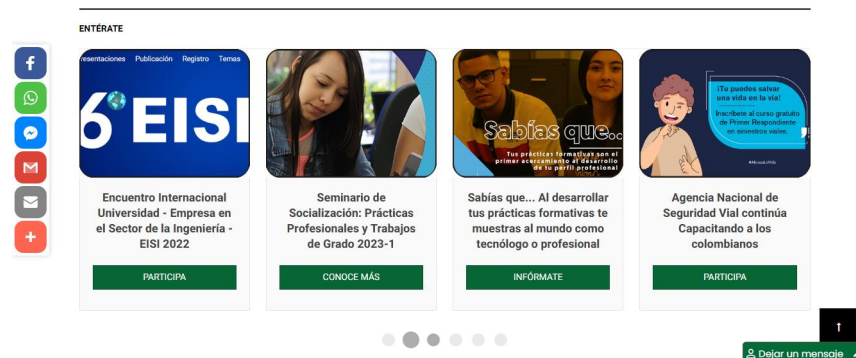 ENTÉRATE
resentaciones Publicación Registro Temas
6 EISI
Sabías que..
Tus prácticas formativas son el
primer acercamiento al desarrollo
de tu perfil profesional
¡Tu puedes salvar
una vida en la vía!
Inscríbete al curso gratuito
de Primer Respondiente
en siniestros viales.
Encuentro Internacional
Universidad - Empresa en
el Sector de la Ingeniería -
EISI 2022
PARTICIPA
Seminario de
Socialización: Prácticas
Profesionales y Trabajos
de Grado 2023-1
CONOCE MÁS
Sabías que... Al desarrollar
tus prácticas formativas te
muestras al mundo como
tecnólogo o profesional
INFÓRMATE
Agencia Nacional de
Seguridad Vial continúa
Capacitando a los
colombianos
PARTICIPA
Dejar un mensaje